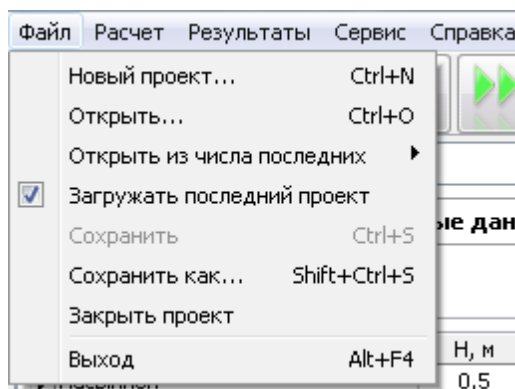 Файл Расчет Результаты Сервис Справка
Новый проект... Ctrl+N
Открыть... Ctrl+O
Открыть из числа последних
Загружать последний проект
ые дан
Сохранить Ctrl+S
Сохранить как... Shift+Ctrl+S
Закрыть проект
Выход Alt+F4
Н, м
0.5